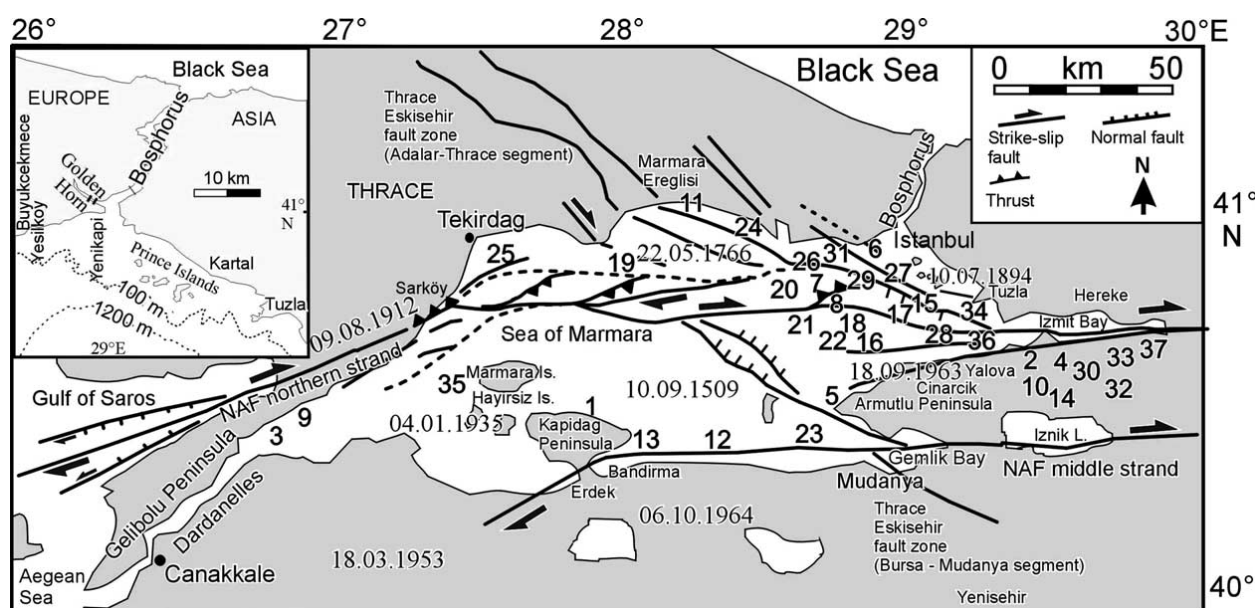 26°
27°
28°
29°
30°E
Black Sea
EUROPE
ASIA
Bosphorus
Buyukcekmece
Yesilköy
Golden
Horn
10 km
41°
N
Yenikapi
Prince Islands
Kartal
Tuzla
100 m
1200 m
29°E
Thrace
Eskisehir
fault zone
(Adalar-Thrace segment)
Black Sea
0 km 50
Strike-slip
fault
Normal fault
Thrust
N
THRACE
Marmara
Ereglisi
Bosphorus
41°
N
Tekirdag
11
24
22.05.1766
31
6
Istanbul
25
19
26
7
29
27
10.07.1894
20
15
Tuzla
Hereke
Sarköy
8
17
34
Izmit Bay
09.08.1912
Sea of Marmara
21
18
28
36
22
16
37
NAF northern strand
18.09.1963
Yalova
2
4
33
30
Gulf of Saros
35
Marmara Is.
10.09.1509
Cinarcik
10
14
32
Hayirsiz Is.
5
Armutlu Peninsula
9
04.01.1935
1
Kapidag
Peninsula
3
13
12
23
Iznik L.
Gelibolu Peninsula
Dardanelles
Bandirma
Gemlik Bay
NAF middle strand
Erdek
Mudanya
06.10.1964
Thrace
Eskisehir
fault zone
(Bursa - Mudanya segment)
18.03.1953
Canakkale
Aegean
Sea
Yenisehir
40°